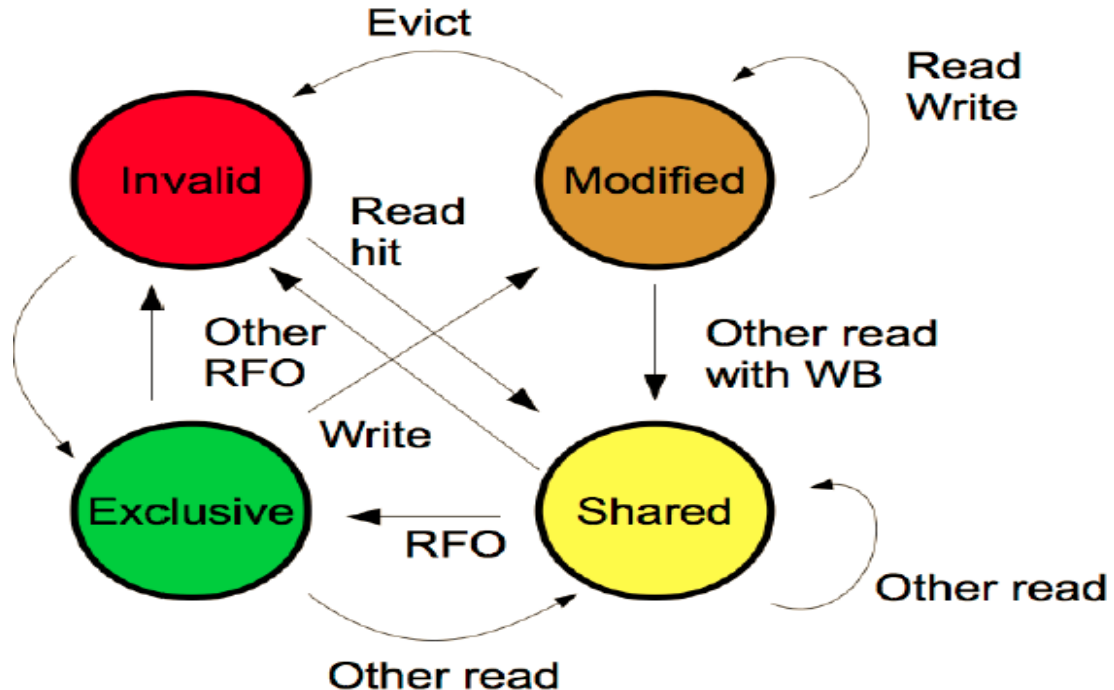 Evict
Read
Write
Invalid
Modified
Read
hit
Other
RFO
Other read
with WB
Write
Exclusive
Shared
RFO
Other read
Other read